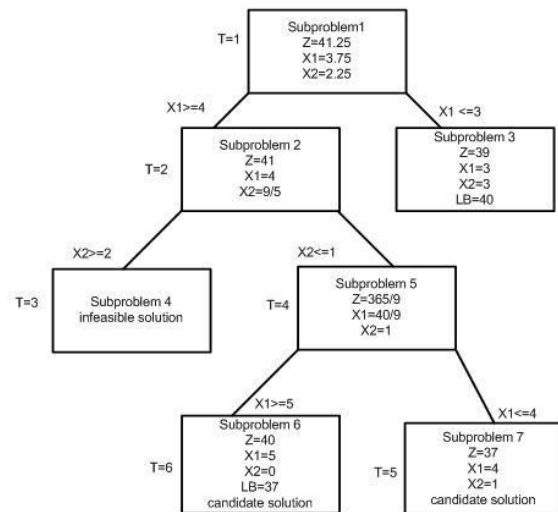 Subproblem1
T=1
Z=41.25
X1=3.75
X2=2.25
X1>=4
X1 <=3
Subproblem 2
T=2
Z=41
X1=4
X2=9/5
Subproblem 3
Z=39
X1=3
X2=3
LB=40
X2>=2
X2<=1
T=3
Subproblem 4
infeasible solution
T=4
Subproblem 5
Z=365/9
X1=40/9
X2=1
X1>=5
X1<=4
T=6
Subproblem 6
Z=40
X1=5
X2=0
LB=37
candidate solution
T=5
Subproblem 7
Z=37
X1=4
X2=1
candidate solution